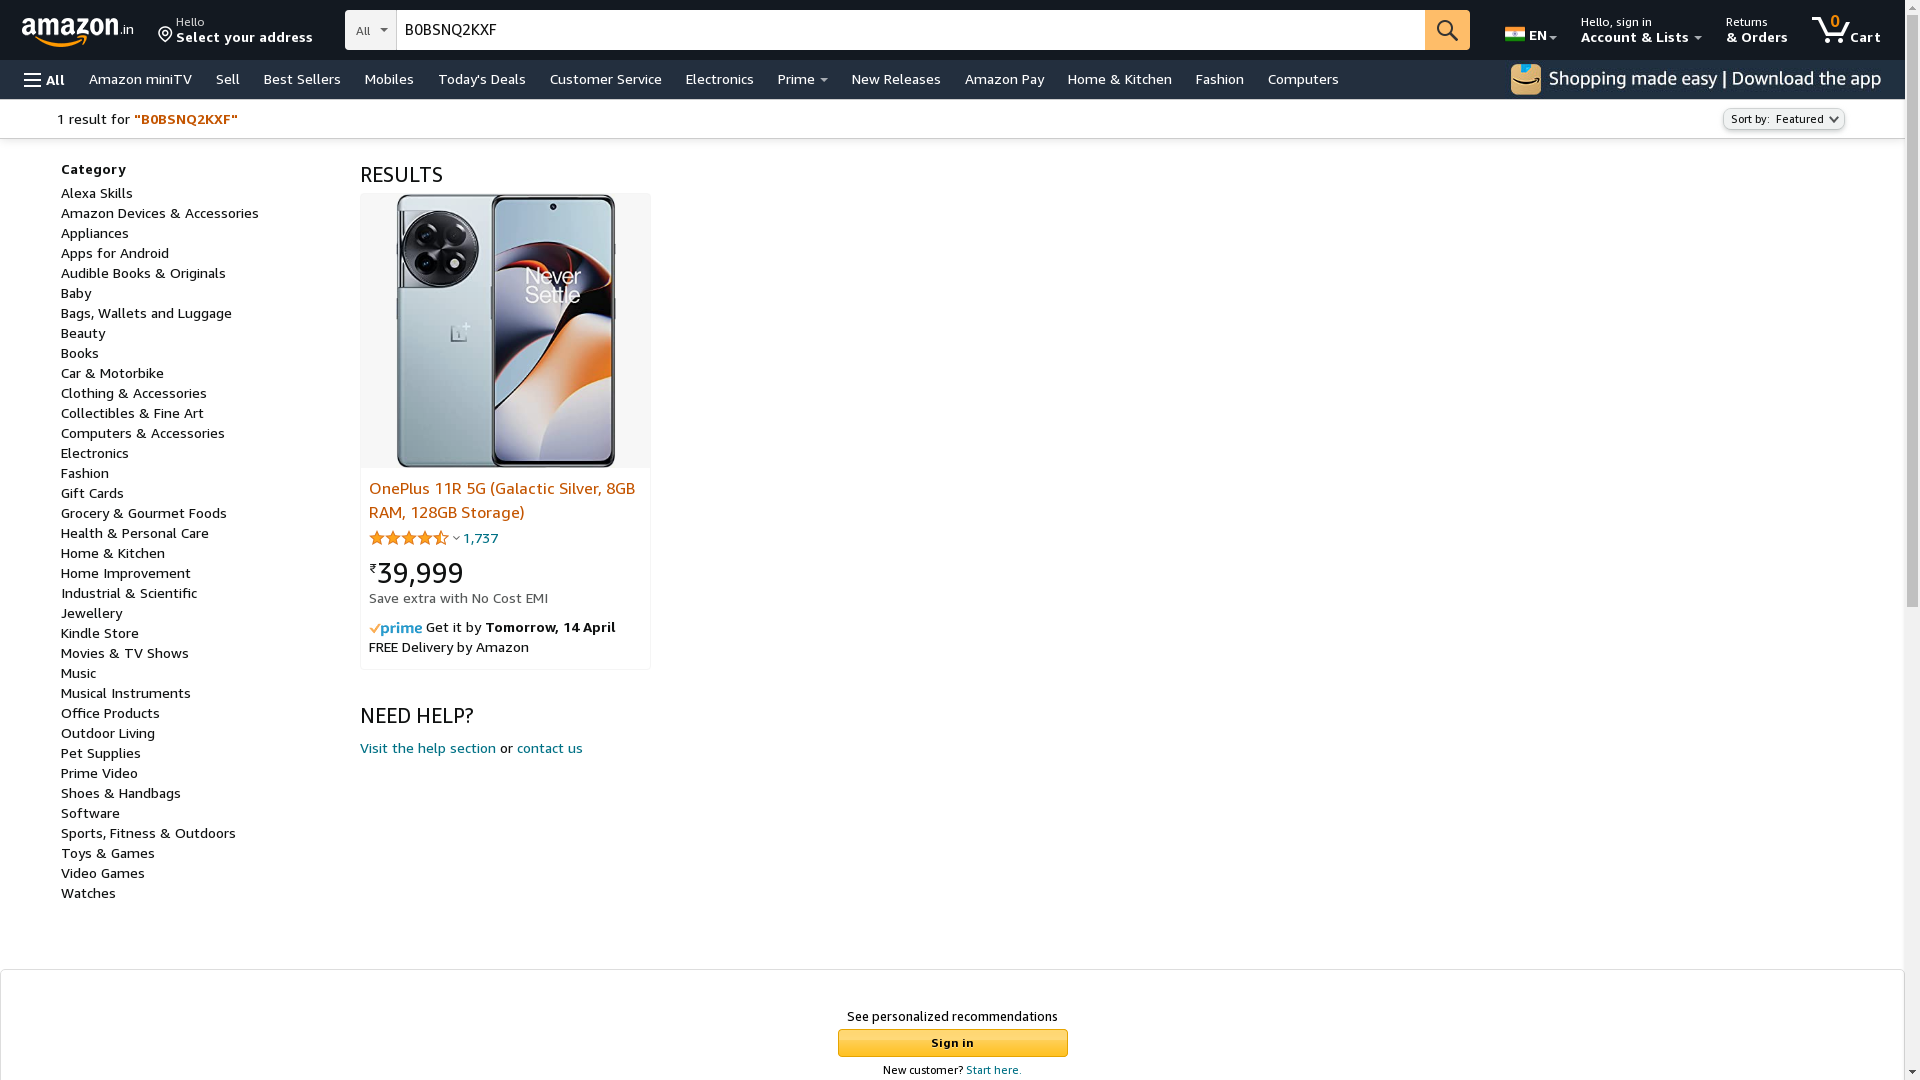 amazon.in
Hello
Select your address
All
B0BSNQ2KXF
EN
Hello, sign in
Account & Lists
Returns
& Orders
0
Cart
All
Amazon miniTV
Sell
Best Sellers
Mobiles
Today's Deals
Customer Service
Electronics
Prime
New Releases
Amazon Pay
Home & Kitchen
Fashion
Computers
Shopping made easy | Download the app
1 result for "B0BSNQ2KXF"
Sort by: Featured
Category
Alexa Skills
Amazon Devices & Accessories
Appliances
Apps for Android
Audible Books & Originals
Baby
Bags, Wallets and Luggage
Beauty
Books
Car & Motorbike
Clothing & Accessories
Collectibles & Fine Art
Computers & Accessories
Electronics
Fashion
Gift Cards
Grocery & Gourmet Foods
Health & Personal Care
Home & Kitchen
Home Improvement
Industrial & Scientific
Jewellery
Kindle Store
Movies & TV Shows
Music
Musical Instruments
Office Products
Outdoor Living
Pet Supplies
Prime Video
Shoes & Handbags
Software
Sports, Fitness & Outdoors
Toys & Games
Video Games
Watches
RESULTS
Never
Settle
OnePlus 11R 5G (Galactic Silver, 8GB
RAM, 128GB Storage)
1,737
₹39,999
Save extra with No Cost EMI
prime Get it by Tomorrow, 14 April
FREE Delivery by Amazon
NEED HELP?
Visit the help section or contact us
See personalized recommendations
Sign in
New customer? Start here.